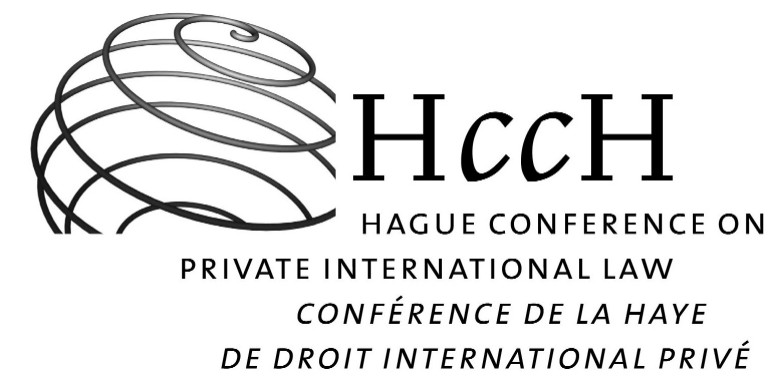 HccH
HAGUE CONFERENCE ON
PRIVATE INTERNATIONAL LAW
CONFÉRENCE DE LA HAYE
DE DROIT INTERNATIONAL PRIVÉ